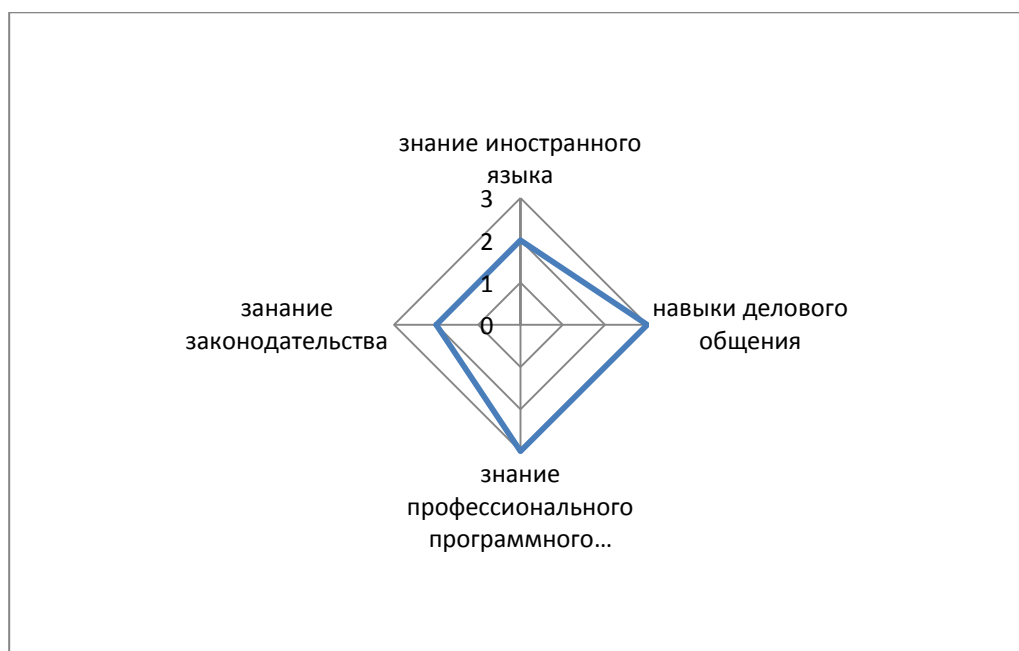 знание иностранного
языка
3
2
1
0
навыки делового
общения
знание
профессионального
программного...
занание
законодательства